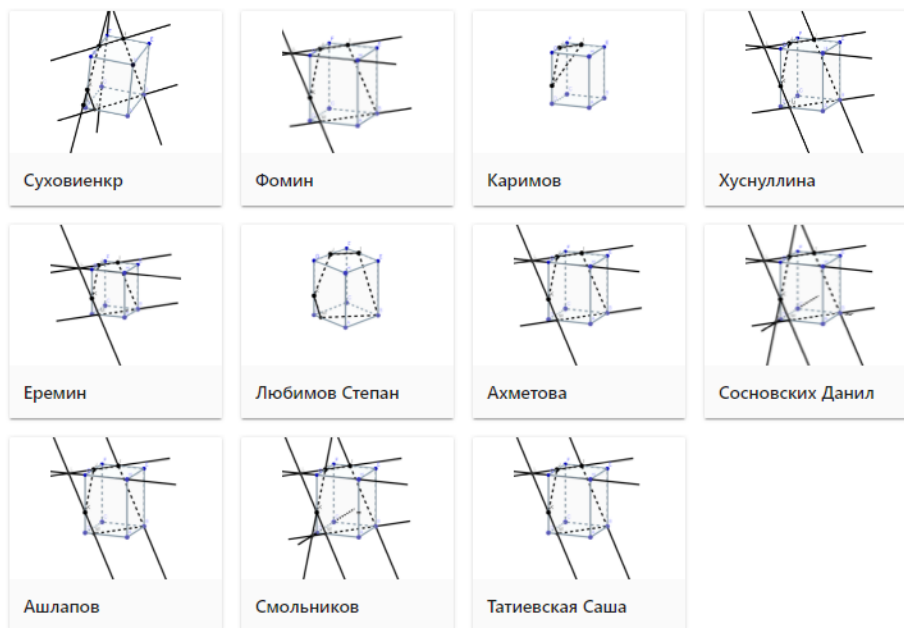 Суховиенкр
Фомин
Каримов
Хуснуллина
Еремин
Любимов Степан
Ахметова
Сосновских Данил
Ашлапов
Смольников
Татиевская Саша